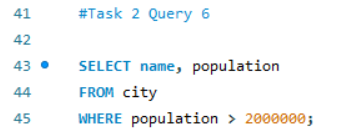 41 #Task 2 Query 6
42
43 SELECT name, population
44 FROM city
45 WHERE population > 2000000;